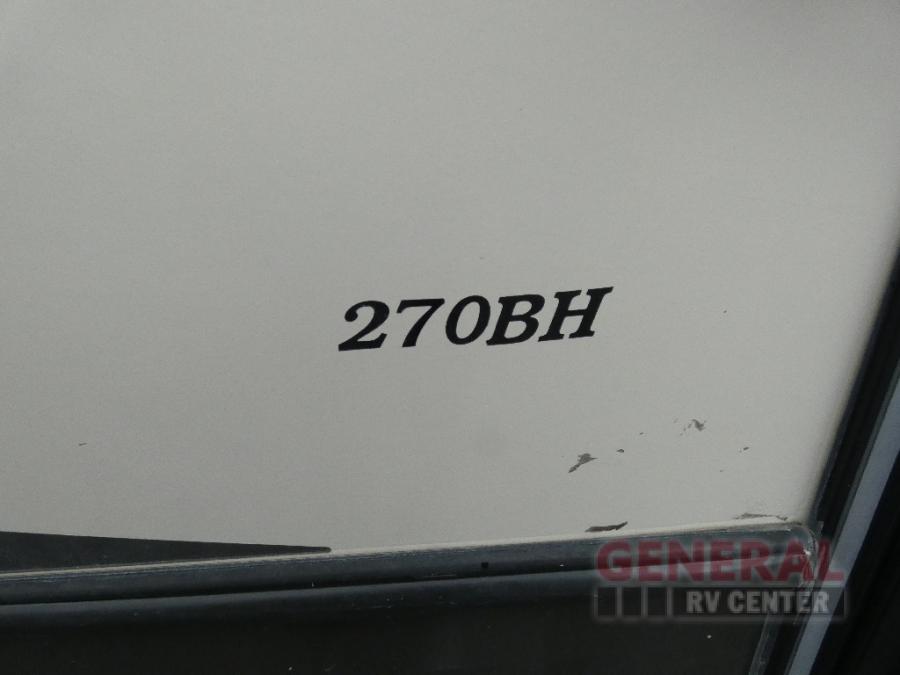 270BH
GENERAL
RV CENTER